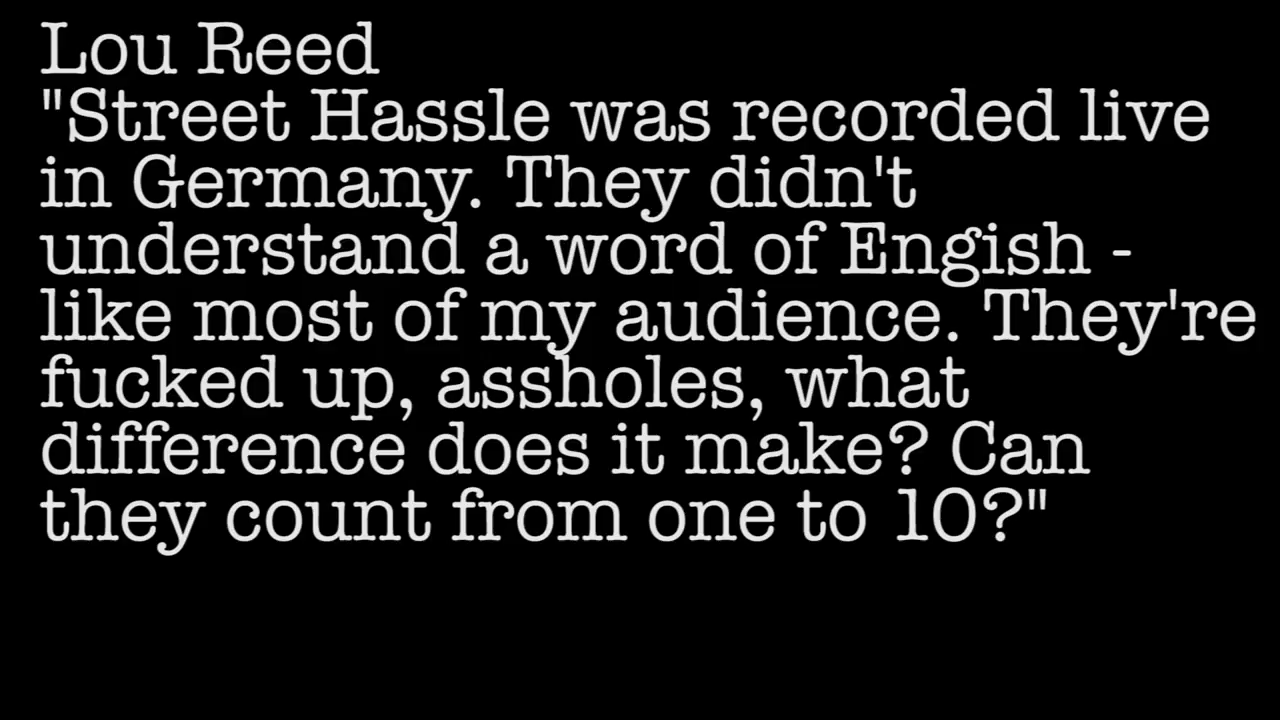 Lou Reed
"Street Hassle was recorded live
in Germany. They didn't
understand a word of Engish -
like most of my audience. They're
fucked up, assholes, what
difference does it make? Can
they count from one to 10?"